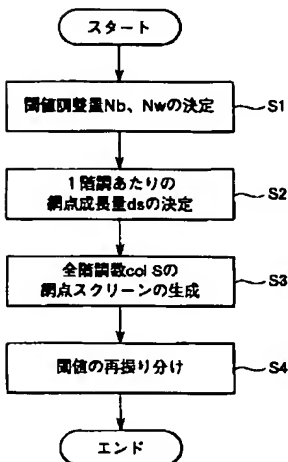 スタート
閾値調整量Nb、Nwの決定
S1
1階調あたりの
網点成長量dsの決定
S2
全階調数col Sの
網点スクリーンの生成
S3
閾値の再振り分け
S4
エンド